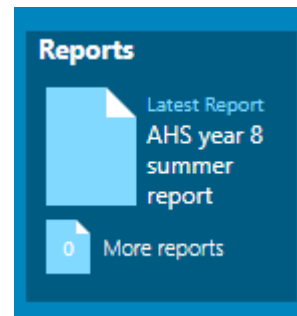 Reports
Latest Report
AHS year 8
summer
report
0 More reports